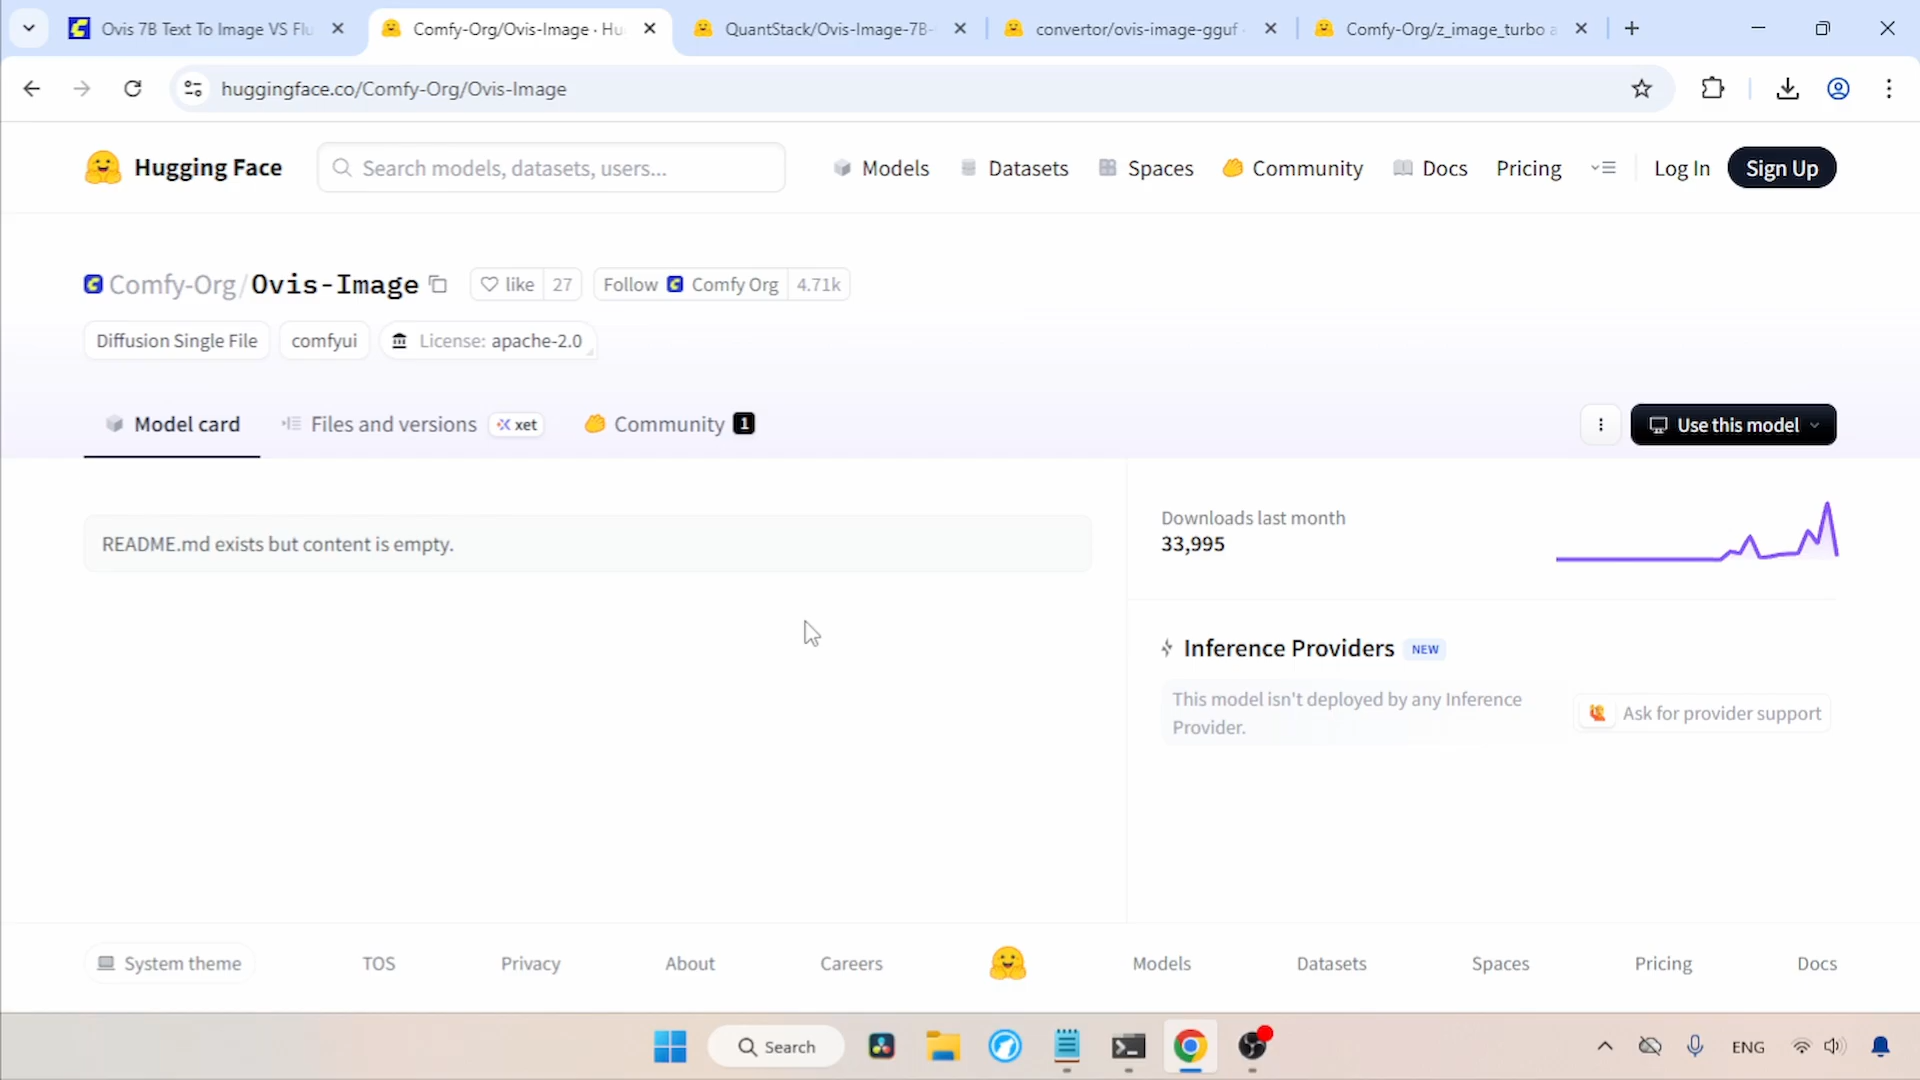 Ovis 7B Text To Image VS Flu
Comfy-Org/Ovis-Image · Hu
QuantStack/Ovis-Image-7B-
convertor/ovis-image-gguf ·
Comfy-Org/z_image_turbo a
huggingface.co/Comfy-Org/Ovis-Image
Hugging Face
Search models, datasets, users...
Models
Datasets
Spaces
Community
Docs
Pricing
Log In
Sign Up
Comfy-Org/Ovis-Image
like 27
Follow Comfy Org 4.71k
Diffusion Single File
comfyui
License: apache-2.0
Model card
Files and versions
xet
Community 1
Use this model
README.md exists but content is empty.
Downloads last month
33,995
Inference Providers NEW
This model isn't deployed by any Inference
Provider.
Ask for provider support
System theme
TOS
Privacy
About
Careers
Models
Datasets
Spaces
Pricing
Docs
Search
ENG